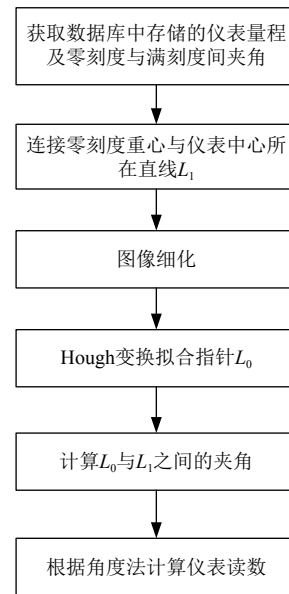 获取数据库中存储的仪表量程
及零刻度与满刻度间夹角
连接零刻度重心与仪表中心所
在直线L₁
图像细化
Hough变换拟合指针L₀
计算L₀与L₁之间的夹角
根据角度法计算仪表读数